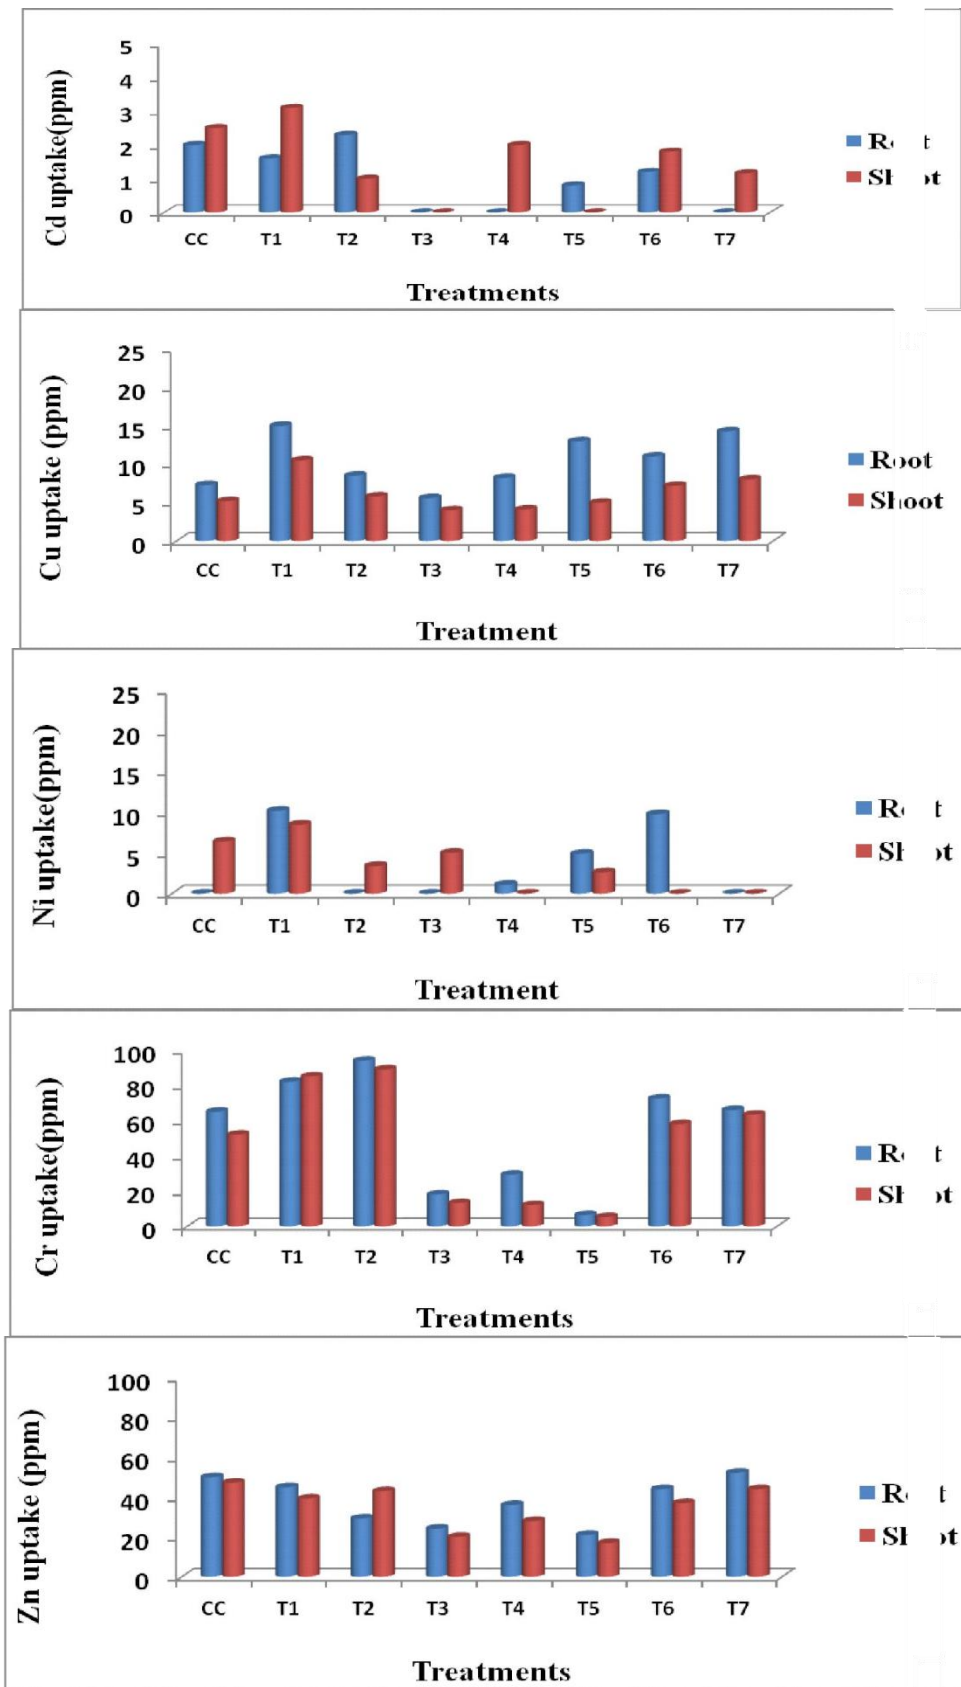 Cd uptake(ppm)
5
4
3
2
1
0
CC T1 T2 T3 T4 T5 T6 T7
Treatments
Shoot
Cu uptake (ppm)
25
20
15
10
5
0
CC T1 T2 T3 T4 T5 T6 T7
Treatment
Root
Shoot
Ni uptake(ppm)
25
20
15
10
5
0
CC T1 T2 T3 T4 T5 T6 T7
Treatment
Cr uptake(ppm)
100
80
60
40
20
0
CC T1 T2 T3 T4 T5 T6 T7
Treatments
Zn uptake (ppm)
100
80
60
40
20
0
CC T1 T2 T3 T4 T5 T6 T7
Treatments